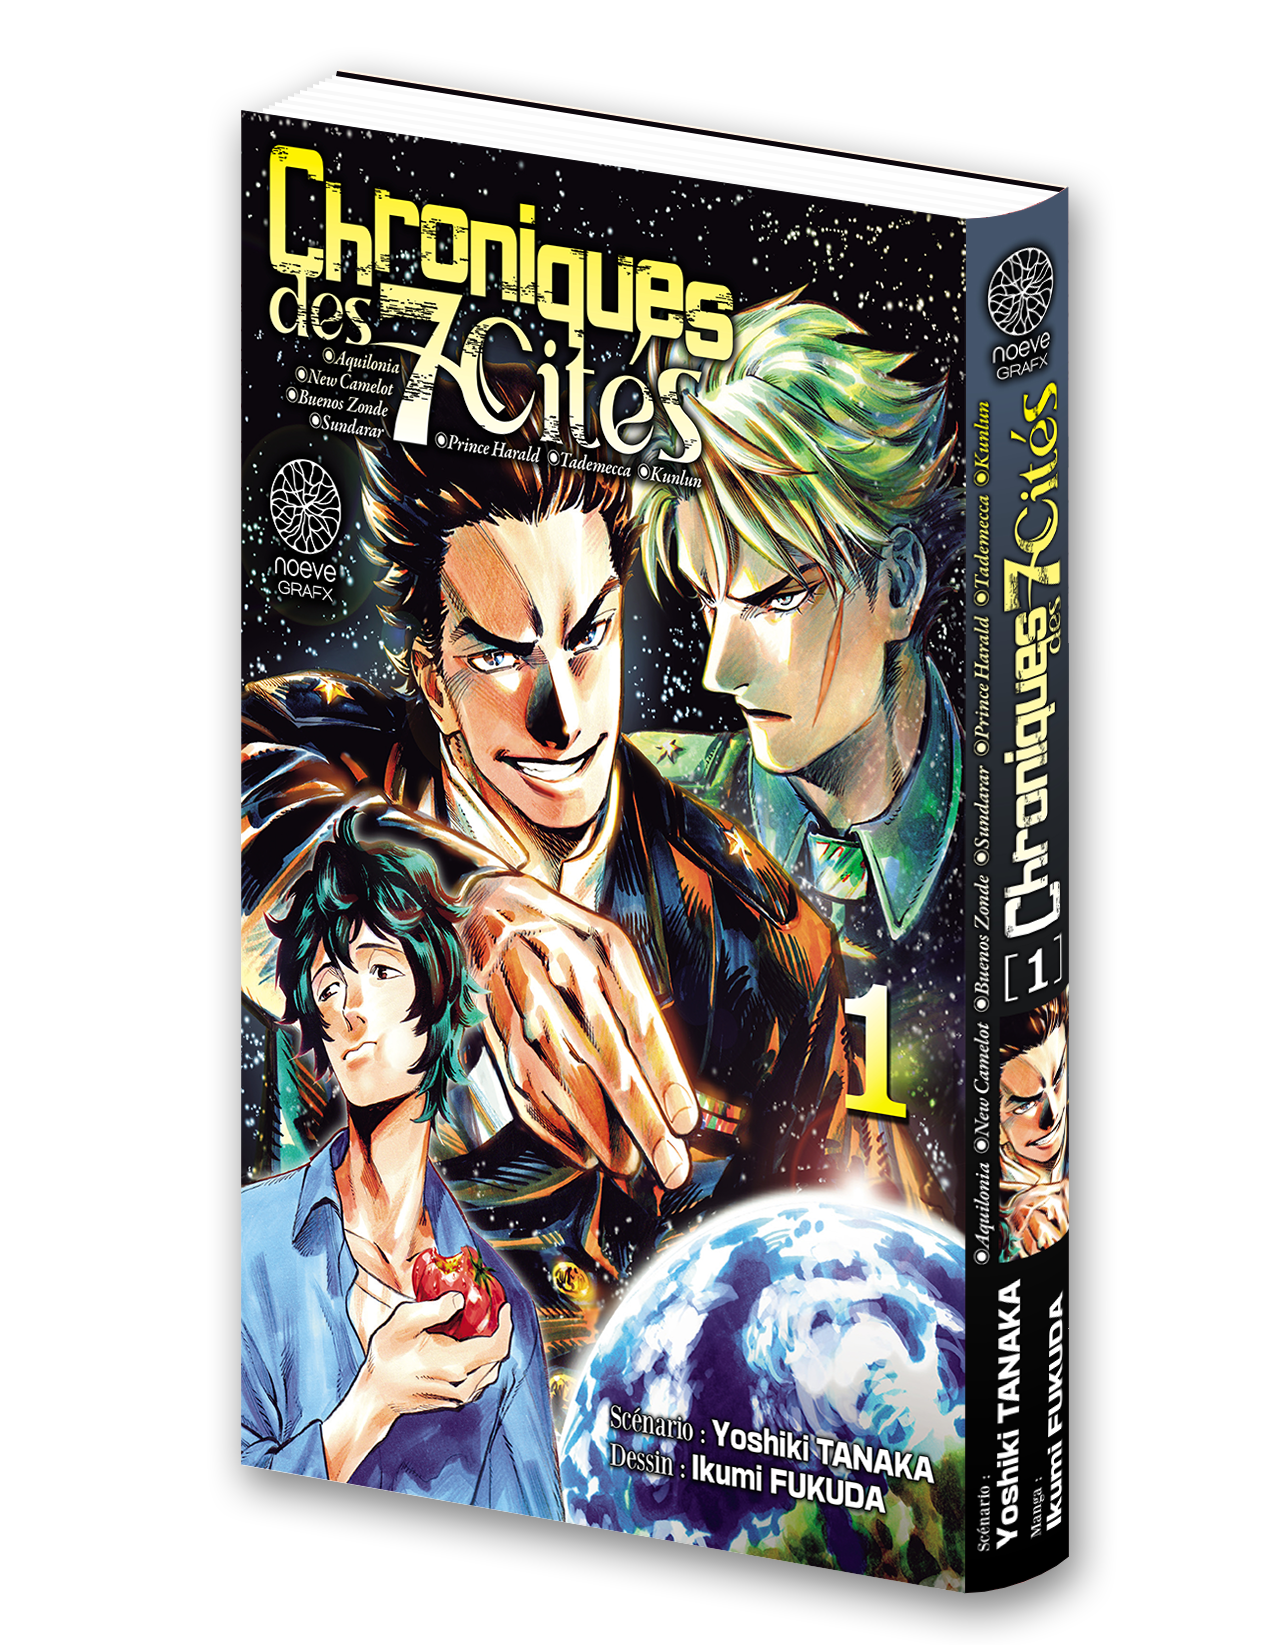 Chroniques
des 7 Cités
Aquilonia
New Camelot
Buenos Zonde
Sundarar
Prince Harald Tademecca Kunlun
noeve
GRAFX
1
Scénario : Yoshiki TANAKA
Dessin : Ikumi FUKUDA
noeve
GRAFX
Chroniques
des 7 Cités
Aquilonia New Camelot Buenos Zonde Sundarar Prince Harald Tademecca Kunlun
[1]
Scénario :
Yoshiki TANAKA
Manga :
Ikumi FUKUDA